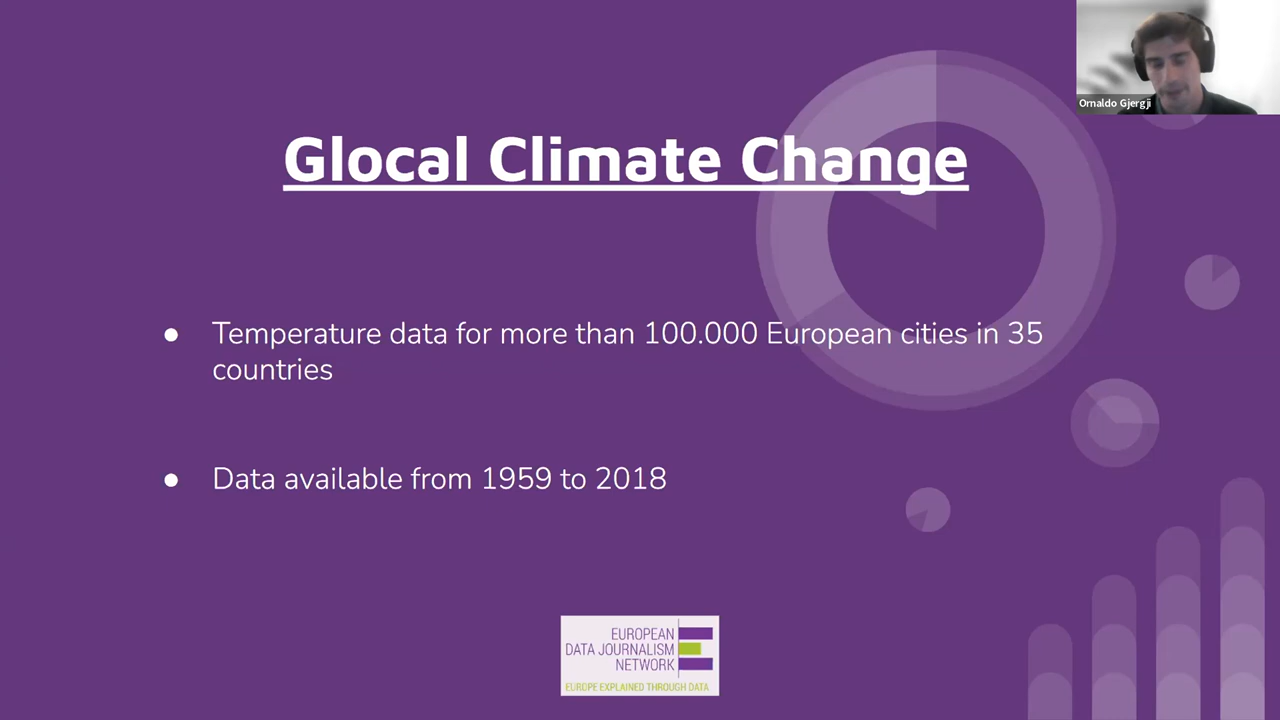 Ornaldo Gjergji
Glocal Climate Change
● Temperature data for more than 100.000 European cities in 35
countries
● Data available from 1959 to 2018
EUROPEAN
DATA JOURNALISM
NETWORK
EUROPE EXPLAINED THROUGH DATA